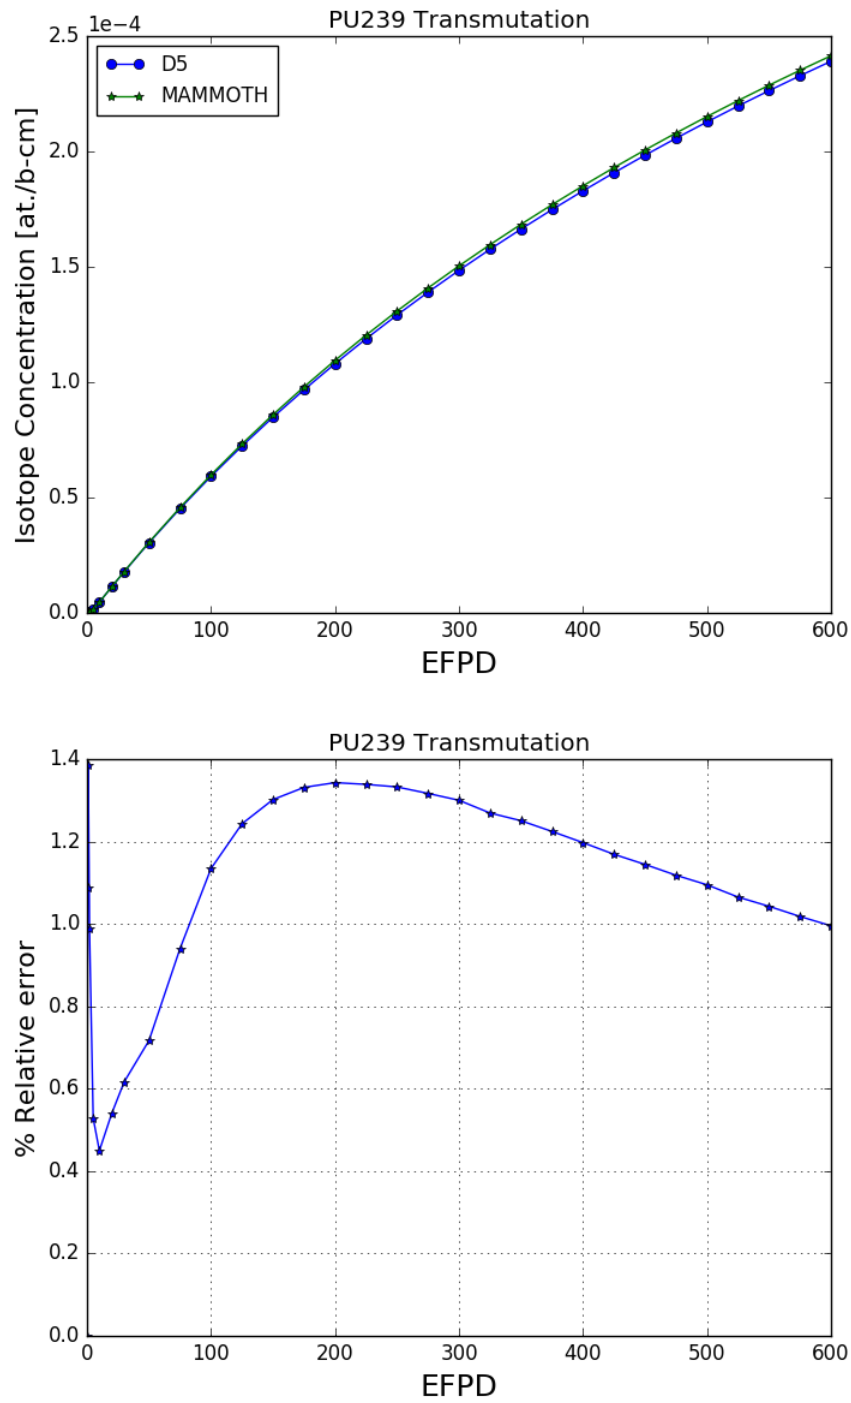 PU239 Transmutation
1e−4
2.5
2.0
1.5
1.0
0.5
0.0
Isotope Concentration [at./b-cm]
D5
MAMMOTH
0 100 200 300 400 500 600
EFPD
PU239 Transmutation
1.4
1.2
1.0
0.8
0.6
0.4
0.2
0.0
% Relative error
0 100 200 300 400 500 600
EFPD